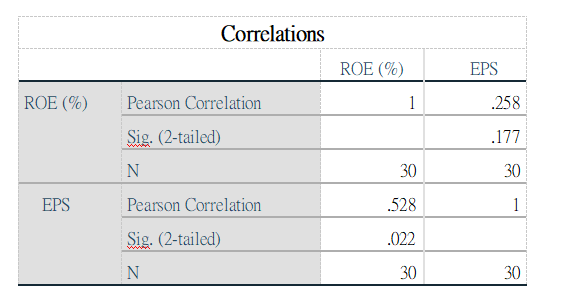 Correlations
ROE (%) EPS
ROE (%) Pearson Correlation 1 .258
Sig. (2-tailed) .177
N 30 30
EPS Pearson Correlation .528 1
Sig. (2-tailed) .022
N 30 30